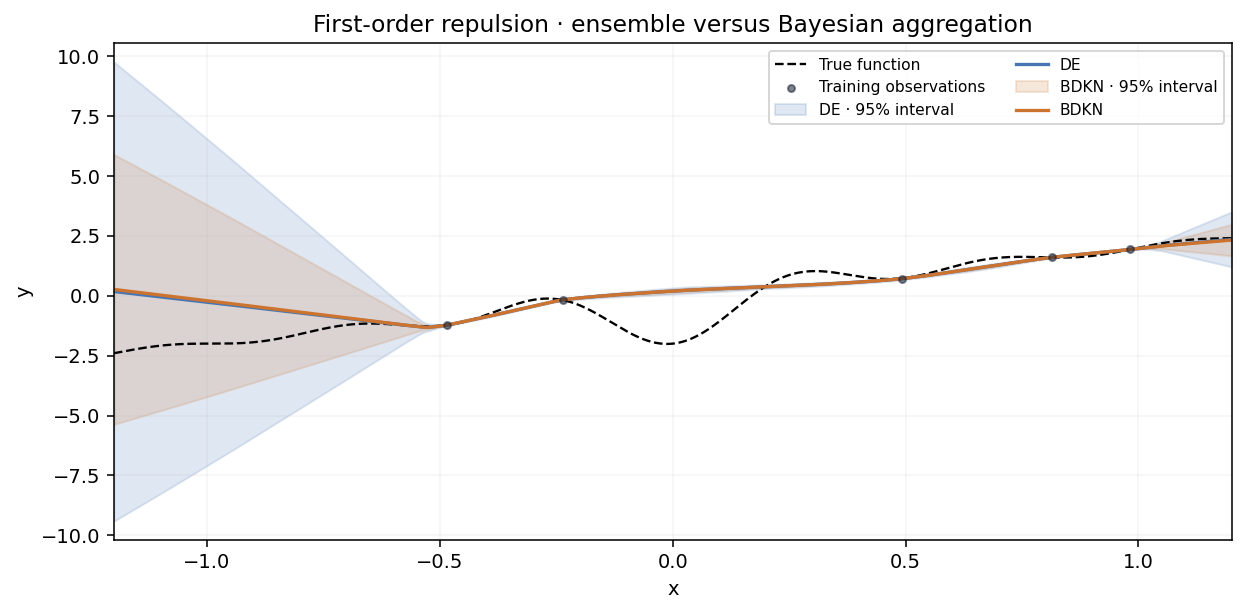 First-order repulsion · ensemble versus Bayesian aggregation
True function
Training observations
DE · 95% interval
DE
BDKN · 95% interval
BDKN
10.0
7.5
5.0
2.5
0.0
−2.5
−5.0
−7.5
−10.0
y
−1.0 −0.5 0.0 0.5 1.0
x